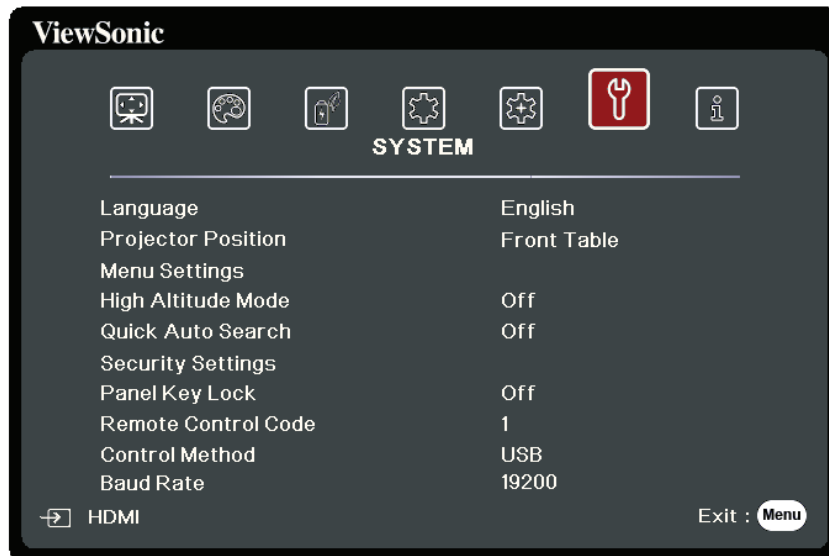 ViewSonic
SYSTEM
Language English
Projector Position Front Table
Menu Settings
High Altitude Mode Off
Quick Auto Search Off
Security Settings
Panel Key Lock Off
Remote Control Code 1
Control Method USB
Baud Rate 19200
HDMI Exit : Menu